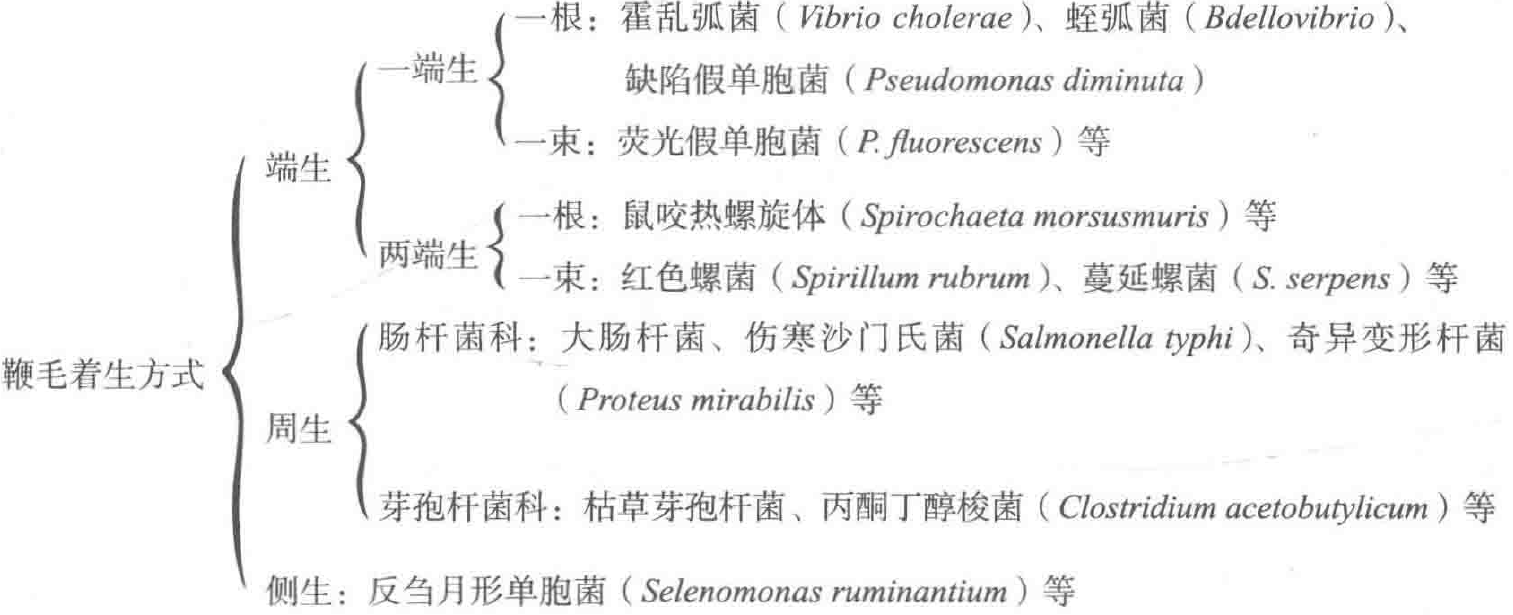 一根：霍乱弧菌（Vibrio cholerae）、蛭弧菌（Bdellovibrio）、
一端生
缺陷假单胞菌（Pseudomonas diminuta）
一束：荧光假单胞菌（P. fluorescens）等
端生
一根：鼠咬热螺旋体（Spirochaeta morsusmuris）等
两端生
一束：红色螺菌（Spirillum rubrum）、蔓延螺菌（S. serpens）等
肠杆菌科：大肠杆菌、伤寒沙门氏菌（Salmonella typhi）、奇异变形杆菌
鞭毛着生方式
（Proteus mirabilis）等
周生
芽孢杆菌科：枯草芽孢杆菌、丙酮丁醇梭菌（Clostridium acetobutylicum）等
侧生：反刍月形单胞菌（Selenomonas ruminantium）等